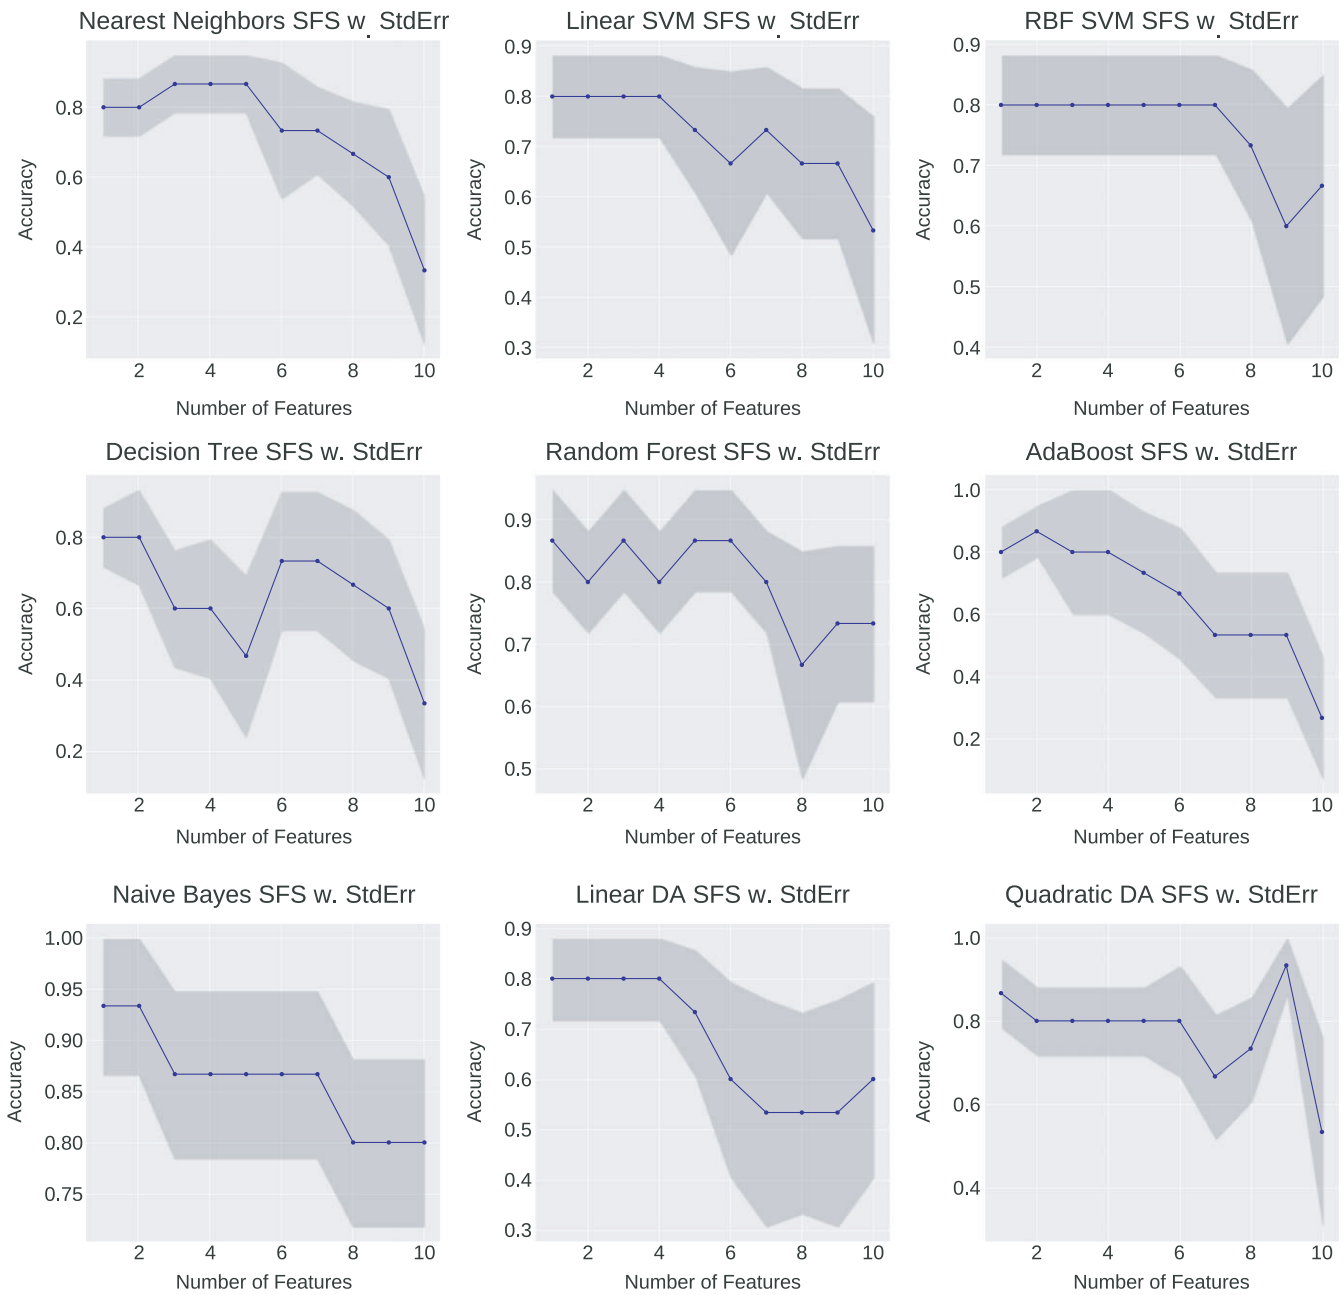 Nearest Neighbors SFS w. StdErr
Linear SVM SFS w. StdErr
RBF SVM SFS w. StdErr
Accuracy
0.8
0.6
0.4
0.2
2 4 6 8 10
Number of Features
Accuracy
0.9
0.8
0.7
0.6
0.5
0.4
0.3
2 4 6 8 10
Number of Features
Accuracy
0.9
0.8
0.7
0.6
0.5
0.4
2 4 6 8 10
Number of Features
Decision Tree SFS w. StdErr
Random Forest SFS w. StdErr
AdaBoost SFS w. StdErr
Accuracy
0.8
0.6
0.4
0.2
2 4 6 8 10
Number of Features
Accuracy
0.9
0.8
0.7
0.6
0.5
2 4 6 8 10
Number of Features
Accuracy
1.0
0.8
0.6
0.4
0.2
2 4 6 8 10
Number of Features
Naive Bayes SFS w. StdErr
Linear DA SFS w. StdErr
Quadratic DA SFS w. StdErr
Accuracy
1.00
0.95
0.90
0.85
0.80
0.75
2 4 6 8 10
Number of Features
Accuracy
0.9
0.8
0.7
0.6
0.5
0.4
0.3
2 4 6 8 10
Number of Features
Accuracy
1.0
0.8
0.6
0.4
2 4 6 8 10
Number of Features